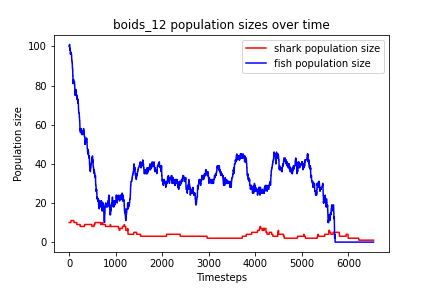 boids_12 population sizes over time
shark population size
fish population size
Population size
100
80
60
40
20
0
0 1000 2000 3000 4000 5000 6000
Timesteps